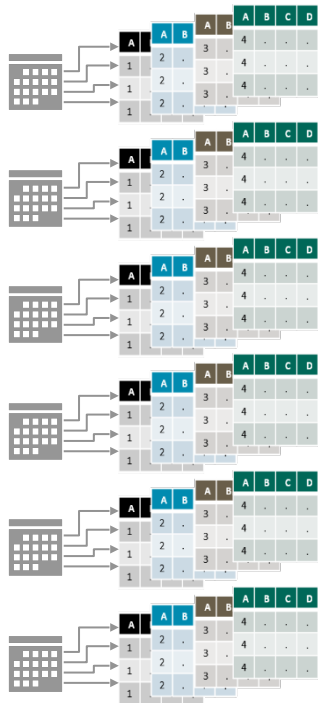 A
1
1
1
A B
2 .
2 .
2 .
A B
3 .
3 .
3 .
A B C D
4 . . .
4 . . .
4 . . .
A
1
1
1
A B
2 .
2 .
2 .
A B
3 .
3 .
3 .
A B C D
4 . . .
4 . . .
4 . . .
A
1
1
1
A B
2 .
2 .
2 .
A B
3 .
3 .
3 .
A B C D
4 . . .
4 . . .
4 . . .
A
1
1
1
A B
2 .
2 .
2 .
A B
3 .
3 .
3 .
A B C D
4 . . .
4 . . .
4 . . .
A
1
1
1
A B
2 .
2 .
2 .
A B
3 .
3 .
3 .
A B C D
4 . . .
4 . . .
4 . . .
A
1
1
1
A B
2 .
2 .
2 .
A B
3 .
3 .
3 .
A B C D
4 . . .
4 . . .
4 . . .